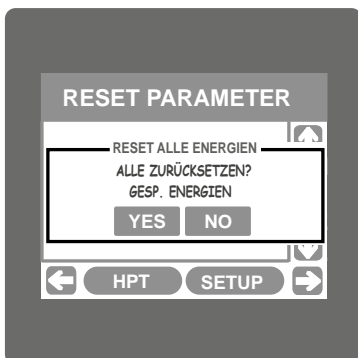 RESET PARAMETER
RESET ALLE ENERGIEN
ALLE ZURÜCKSETZEN?
GESP. ENERGIEN
YES NO
HPT SETUP